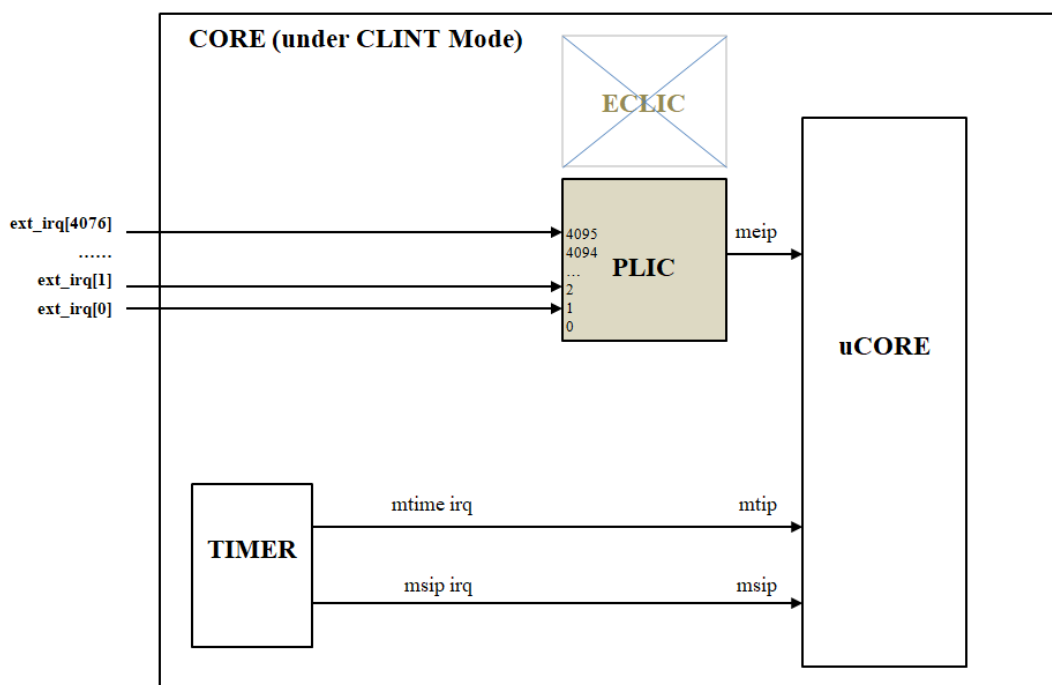 CORE (under CLINT Mode)
ECLIC
ext_irq[4076]
......
ext_irq[1]
ext_irq[0]
4095
4094
...
2
1
0
PLIC
meip
uCORE
TIMER
mtime irq
mtip
msip irq
msip